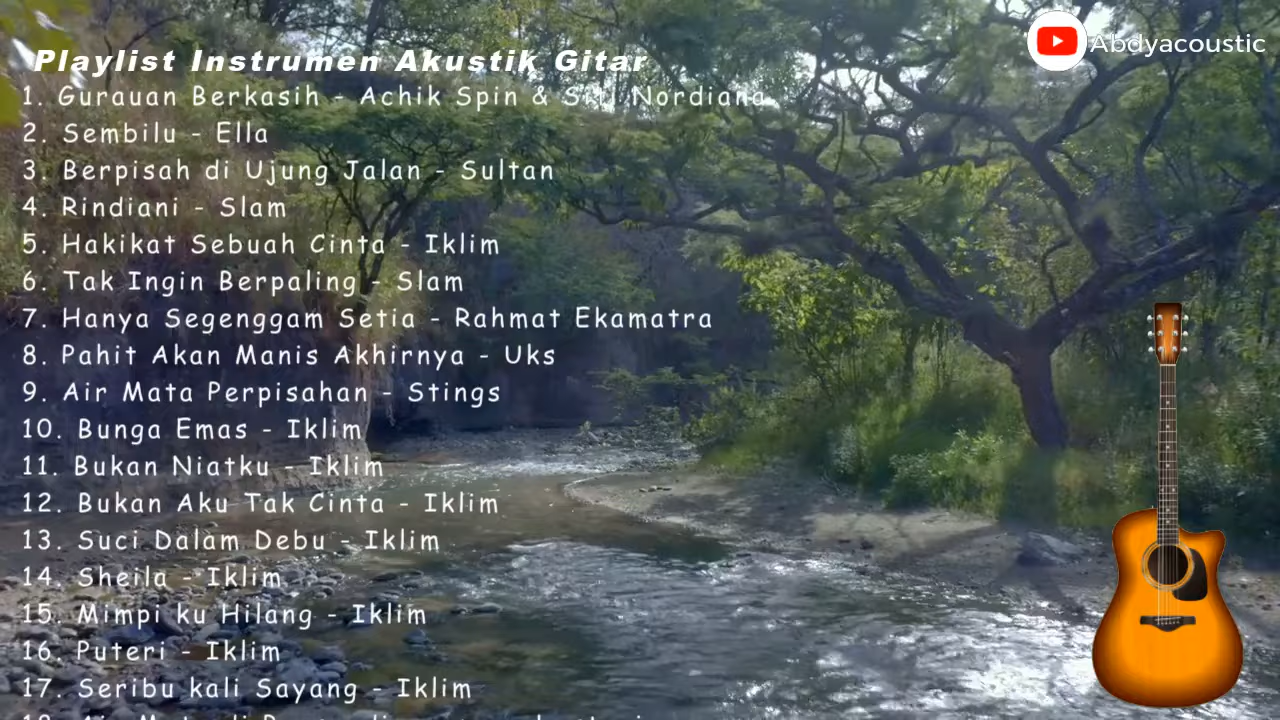 Playlist Instrumen Akustik Gitar
Abdyacoustic
1. Gurauan Berkasih - Achik Spin & Siti Nordiana
2. Sembilu - Ella
3. Berpisah di Ujung Jalan - Sultan
4. Rindiani - Slam
5. Hakikat Sebuah Cinta - Iklim
6. Tak Ingin Berpaling - Slam
7. Hanya Segenggam Setia - Rahmat Ekamatra
8. Pahit Akan Manis Akhirnya - Uks
9. Air Mata Perpisahan - Stings
10. Bunga Emas - Iklim
11. Bukan Niatku - Iklim
12. Bukan Aku Tak Cinta - Iklim
13. Suci Dalam Debu - Iklim
14. Sheila - Iklim
15. Mimpi ku Hilang - Iklim
16. Puteri - Iklim
17. Seribu kali Sayang - Iklim